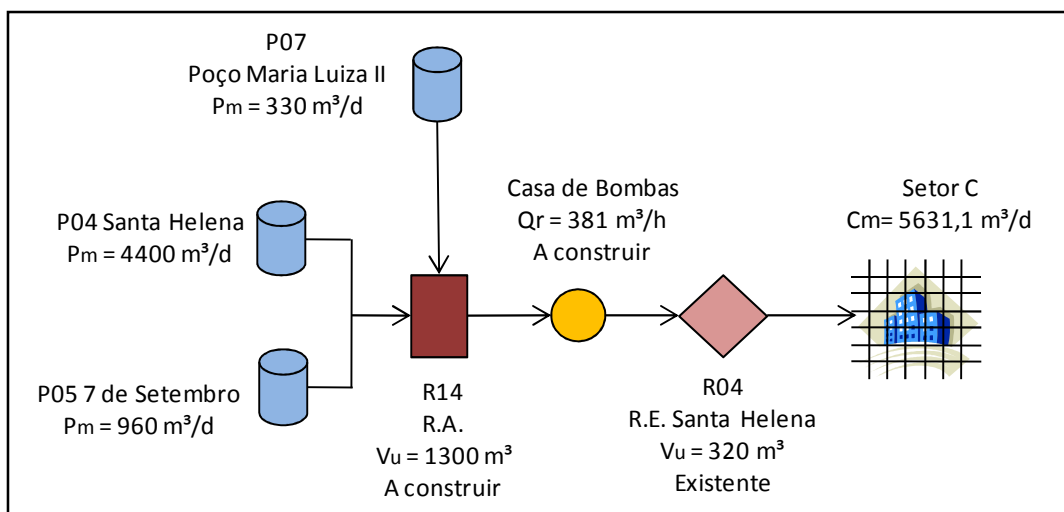 P07
Poço Maria Luiza II
Pm = 330 m³/d
P04 Santa Helena
Pm = 4400 m³/d
P05 7 de Setembro
Pm = 960 m³/d
R14
R.A.
Vu = 1300 m³
A construir
Casa de Bombas
Qr = 381 m³/h
A construir
R04
R.E. Santa Helena
Vu = 320 m³
Existente
Setor C
Cm= 5631,1 m³/d